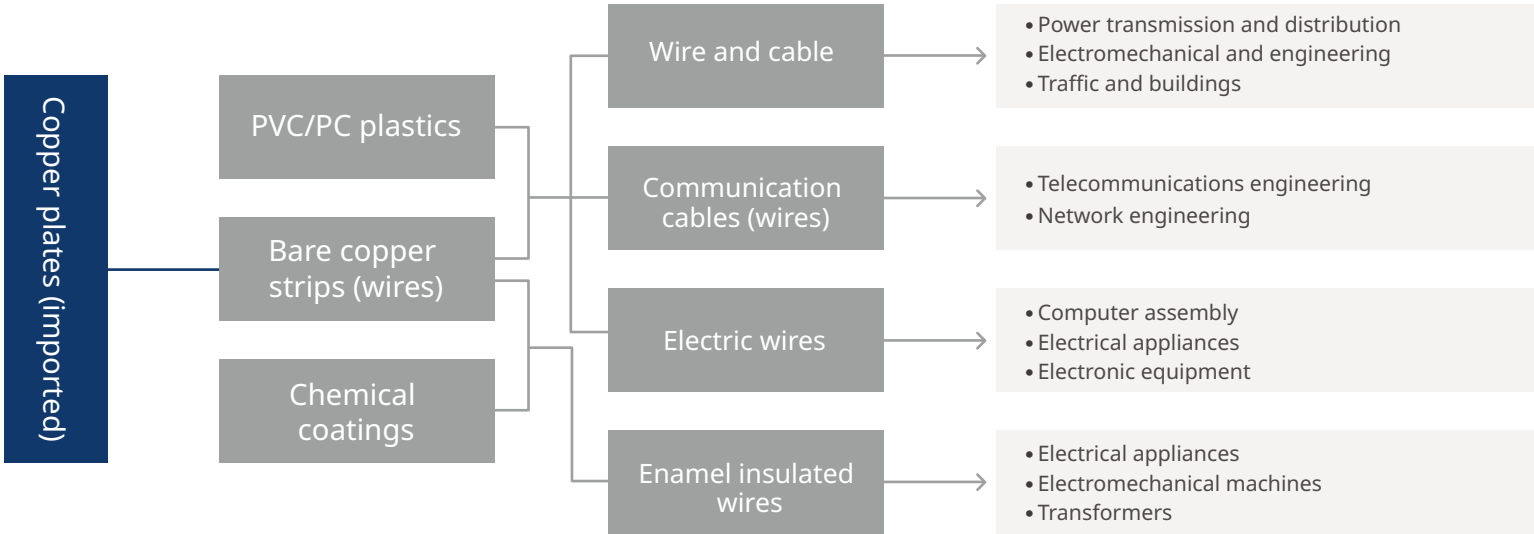 Copper plates (imported)
PVC/PC plastics
Bare copper
strips (wires)
Chemical
coatings
Wire and cable
Communication
cables (wires)
Electric wires
Enamel insulated
wires
• Power transmission and distribution
• Electromechanical and engineering
• Traffic and buildings
• Telecommunications engineering
• Network engineering
• Computer assembly
• Electrical appliances
• Electronic equipment
• Electrical appliances
• Electromechanical machines
• Transformers